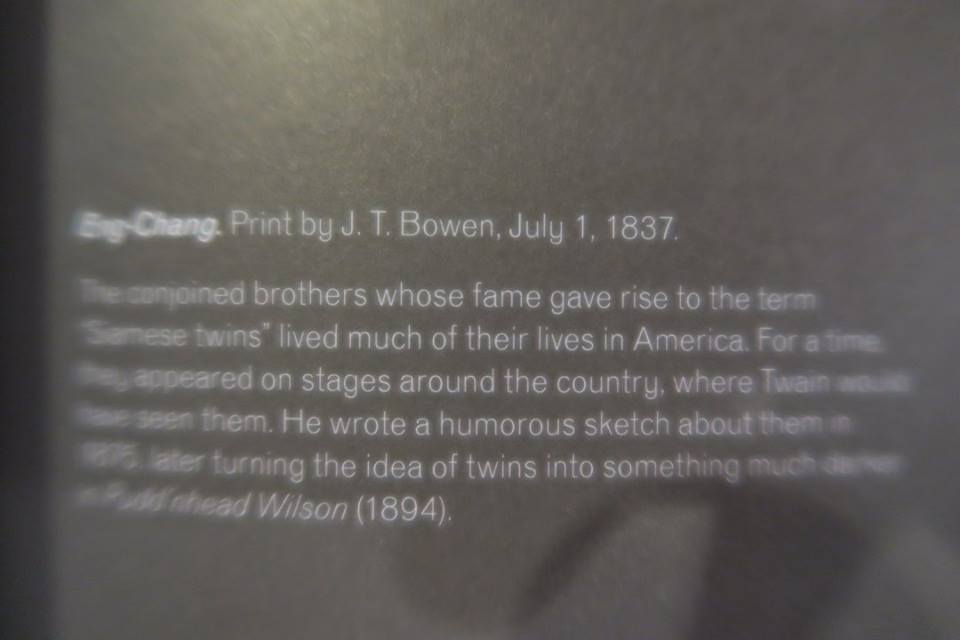 Eng-Chang. Print by J. T. Bowen, July 1, 1837.
The conjoined brothers whose fame gave rise to the term
"Siamese twins" lived much of their lives in America. For a time,
they appeared on stages around the country, where Twain would
have seen them. He wrote a humorous sketch about them in
later turning the idea of twins into something much darker
in Pudd'nhead Wilson (1894).